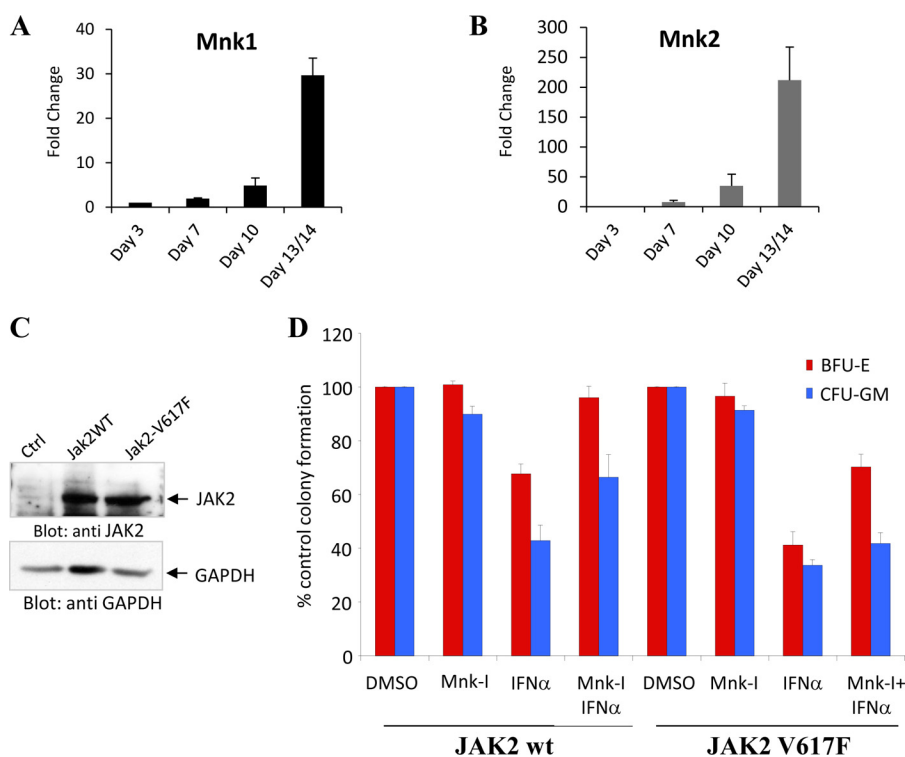 A
Mnk1
Fold Change
40
30
20
10
0
Day 3
Day 7
Day 10
Day 13/14
B
Mnk2
Fold Change
300
250
200
150
100
50
0
Day 3
Day 7
Day 10
Day 13/14
C
Ctrl
Jak2WT
Jak2-V617F
JAK2
Blot: anti JAK2
GAPDH
Blot: anti GAPDH
D
% control colony formation
120
100
80
60
40
20
0
BFU-E
CFU-GM
DMSO
Mnk-I
IFNα
Mnk-I
IFNα
DMSO
Mnk-I
IFNα
Mnk-I+
IFNα
JAK2 wt
JAK2 V617F